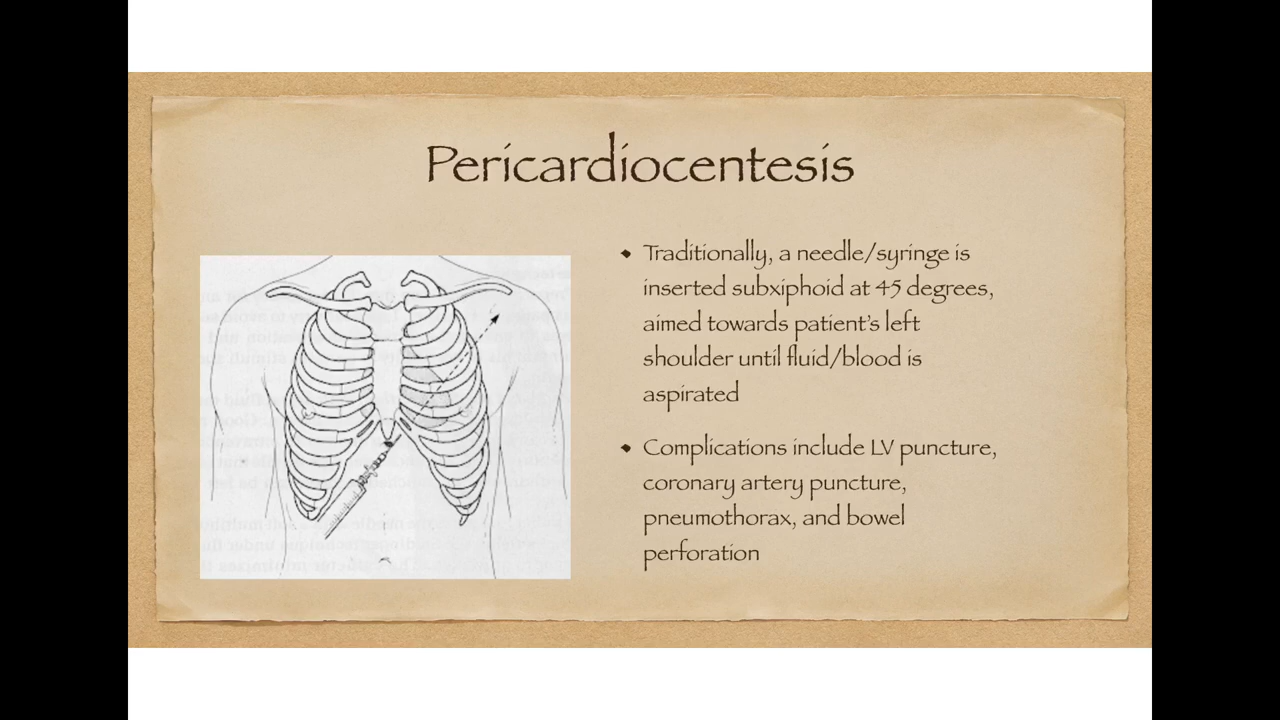 Pericardiocentesis
• Traditionally, a needle/syringe is
inserted subxiphoid at 45 degrees,
aimed towards patient's left
shoulder until fluid/blood is
aspirated
• Complications include LV puncture,
coronary artery puncture,
pneumothorax, and bowel
perforation